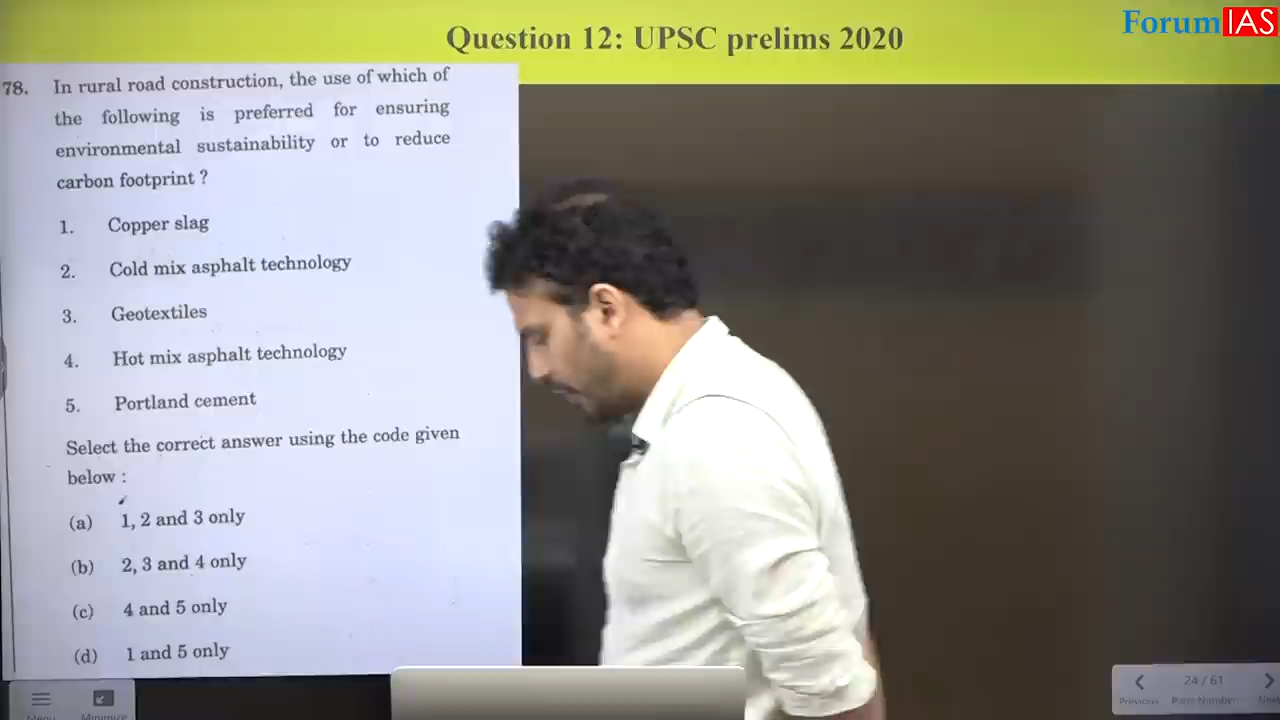 Question 12: UPSC prelims 2020
ForumIAS
78. In rural road construction, the use of which of
the following is preferred for ensuring
environmental sustainability or to reduce
carbon footprint ?
1. Copper slag
2. Cold mix asphalt technology
3. Geotextiles
4. Hot mix asphalt technology
5. Portland cement
Select the correct answer using the code given
below :
(a) 1, 2 and 3 only
(b) 2, 3 and 4 only
(c) 4 and 5 only
(d) 1 and 5 only
24 / 61
Previous Page Number
Menu Minimize